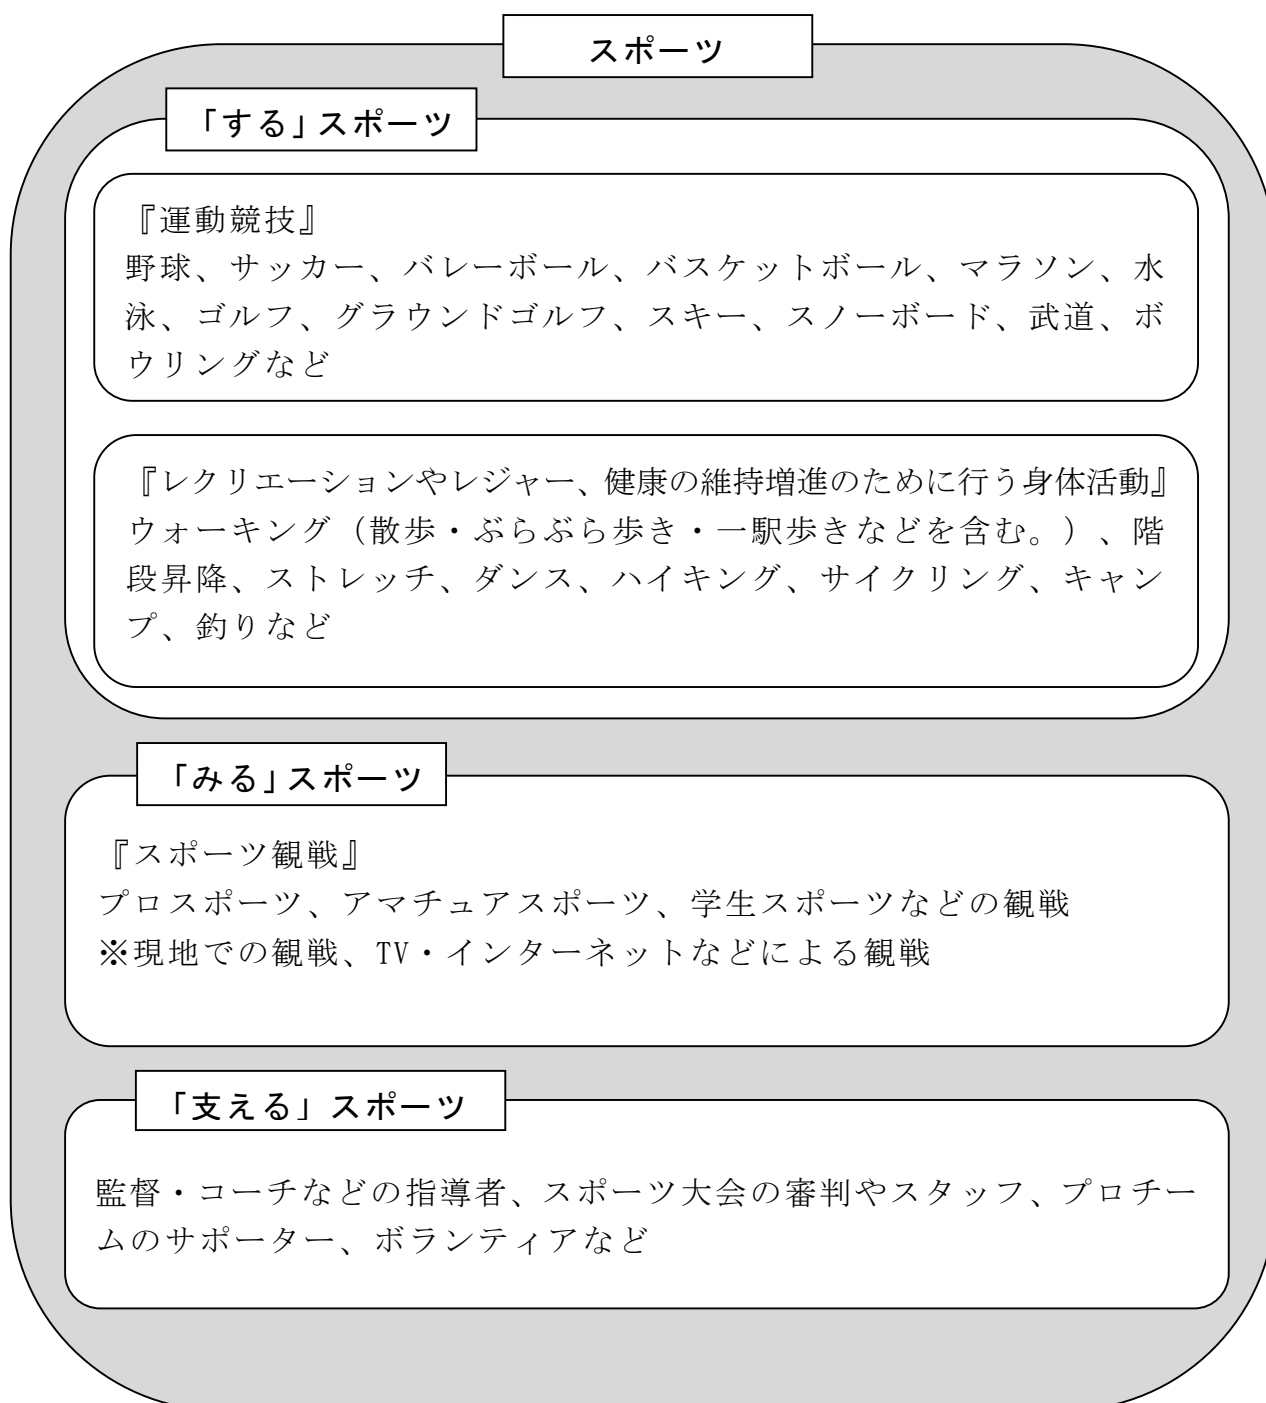 スポーツ
「する」スポーツ
『運動競技』
野球、サッカー、バレーボール、バスケットボール、マラソン、水
泳、ゴルフ、グラウンドゴルフ、スキー、スノーボード、武道、ボ
ウリングなど
『レクリエーションやレジャー、健康の維持増進のために行う身体活動』
ウォーキング（散歩・ぶらぶら歩き・一駅歩きなどを含む。）、階
段昇降、ストレッチ、ダンス、ハイキング、サイクリング、キャン
プ、釣りなど
「みる」スポーツ
『スポーツ観戦』
プロスポーツ、アマチュアスポーツ、学生スポーツなどの観戦
※現地での観戦、TV・インターネットなどによる観戦
「支える」スポーツ
監督・コーチなどの指導者、スポーツ大会の審判やスタッフ、プロチー
ムのサポーター、ボランティアなど